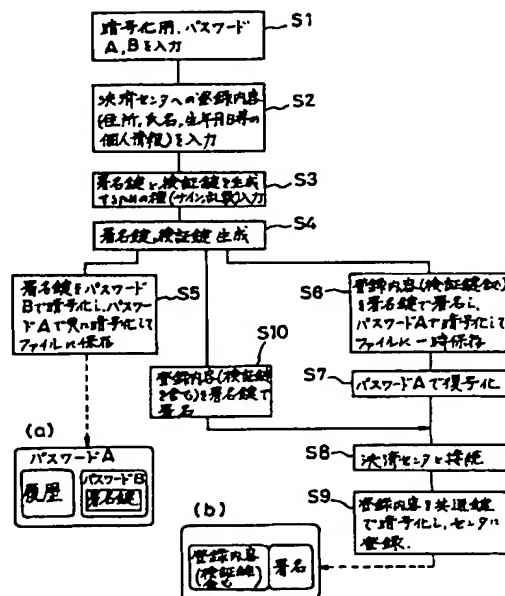 暗号化用、パスワード S1
A,Bを入力
決済センタへの登録内容 S2
(住所,氏名,生年月日等の
個人情報)を入力
署名鍵と検証鍵を生成 S3
するための種(サイン,乱数)入力
S4
署名鍵,検証鍵生成
署名鍵をパスワード S5
Bで暗号化し、パスワー
ドAで更に暗号化して
ファイルに保存
登録内容(検証鍵含む) S6
を署名鍵で署名し、
パスワードAで暗号化して
ファイルに一時保存
S10
登録内容(検証鍵
を含む)を署名鍵で
署名
S7
パスワードAで復号化
S8
決済センタと接続
S9
登録内容を共通鍵
で暗号化し、センタに
登録.
(a)
パスワードA
履歴
パスワードB
署名鍵
(b)
登録内容
(検証鍵
含む)
署名